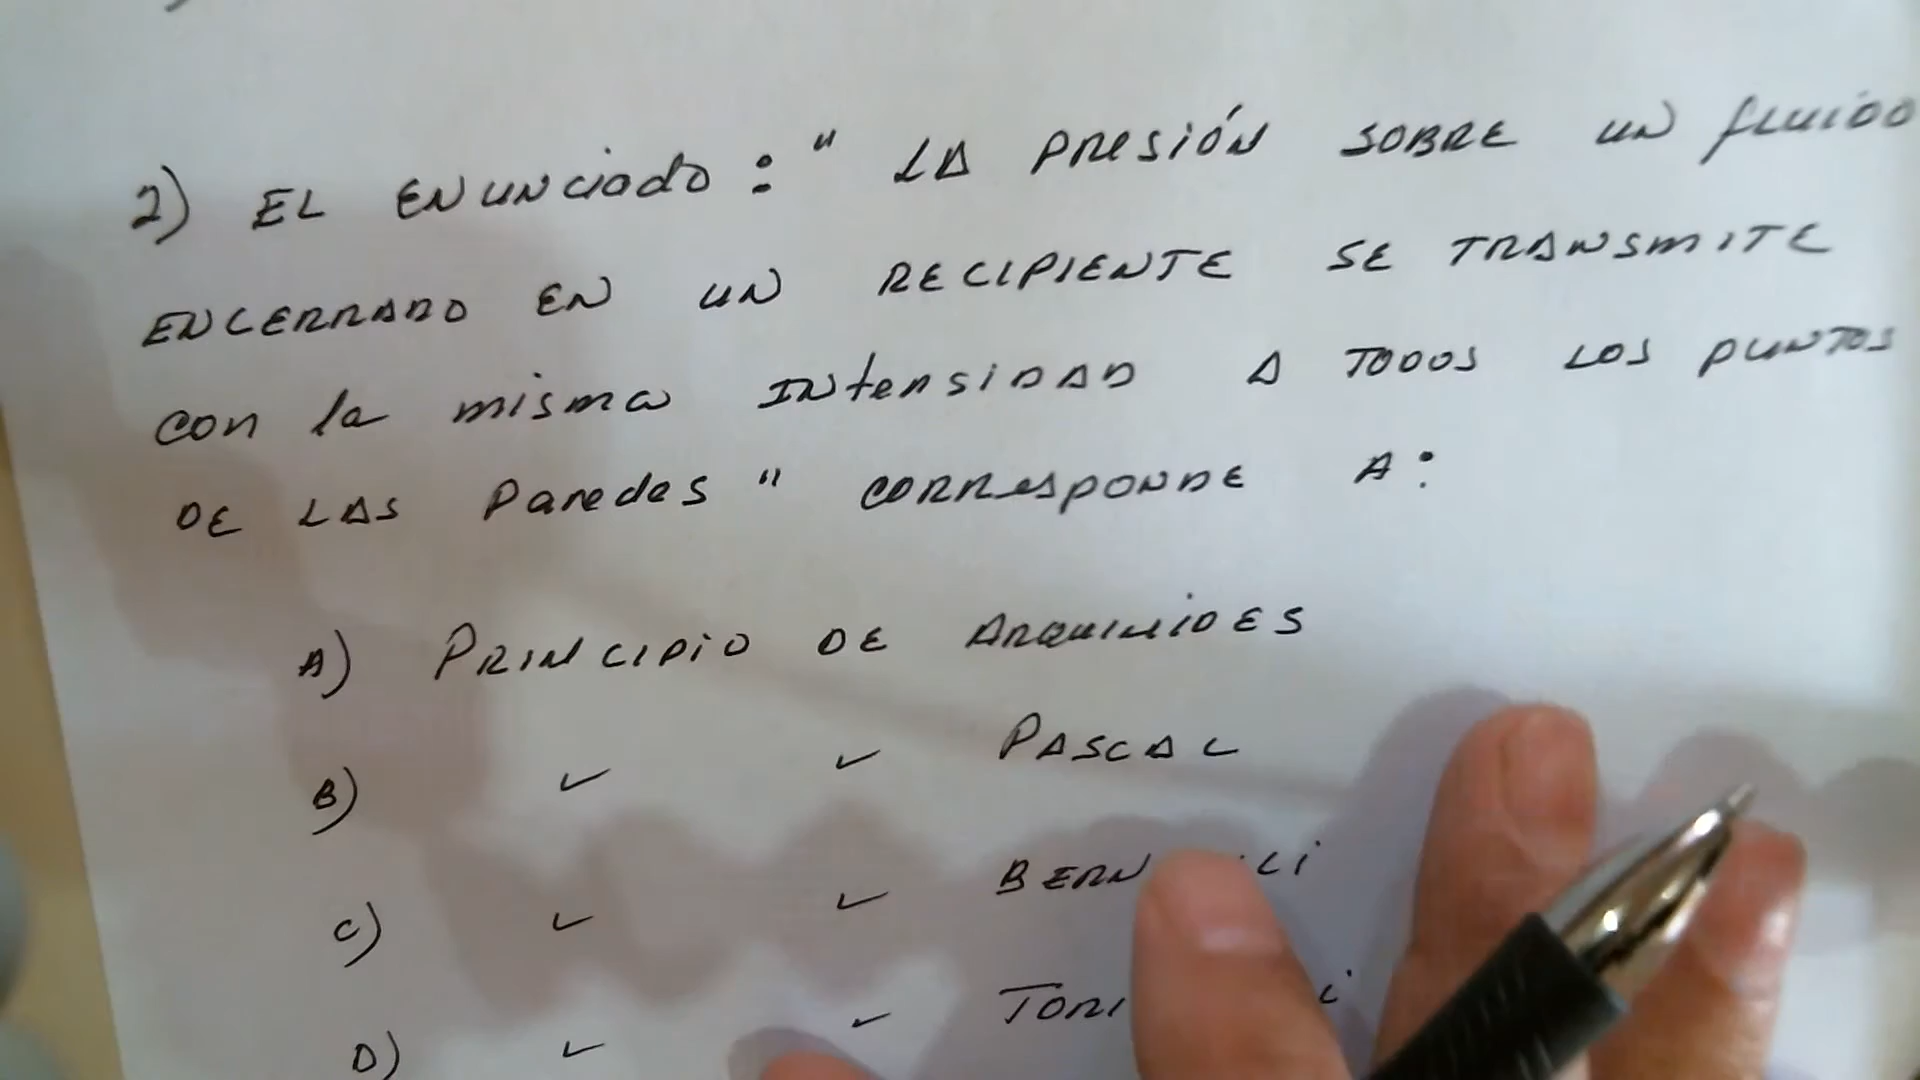 2) EL ENUNCIADO: " LA PRESIÓN SOBRE UN FLUIDO
ENCERRADO EN UN RECIPIENTE SE TRANSMITE
con la misma INtensidad A TODOS LOS PUNTOS
DE LAS Paredes " CORRESPONDE A:
A) PRINCIPIO DE ARQUIMIDES
B) ✓ ✓ PASCAL
C) ✓ ✓
D) ✓ ✓